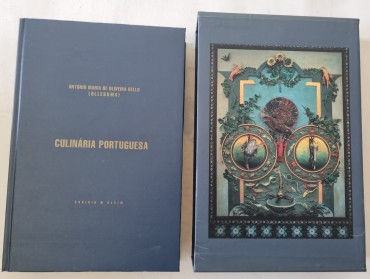 ANTÓNIO MARIA DE OLIVEIRA BELLO
(OLLEBOMA)
CULINÁRIA PORTUGUESA
ASSÍRIO & ALVIM